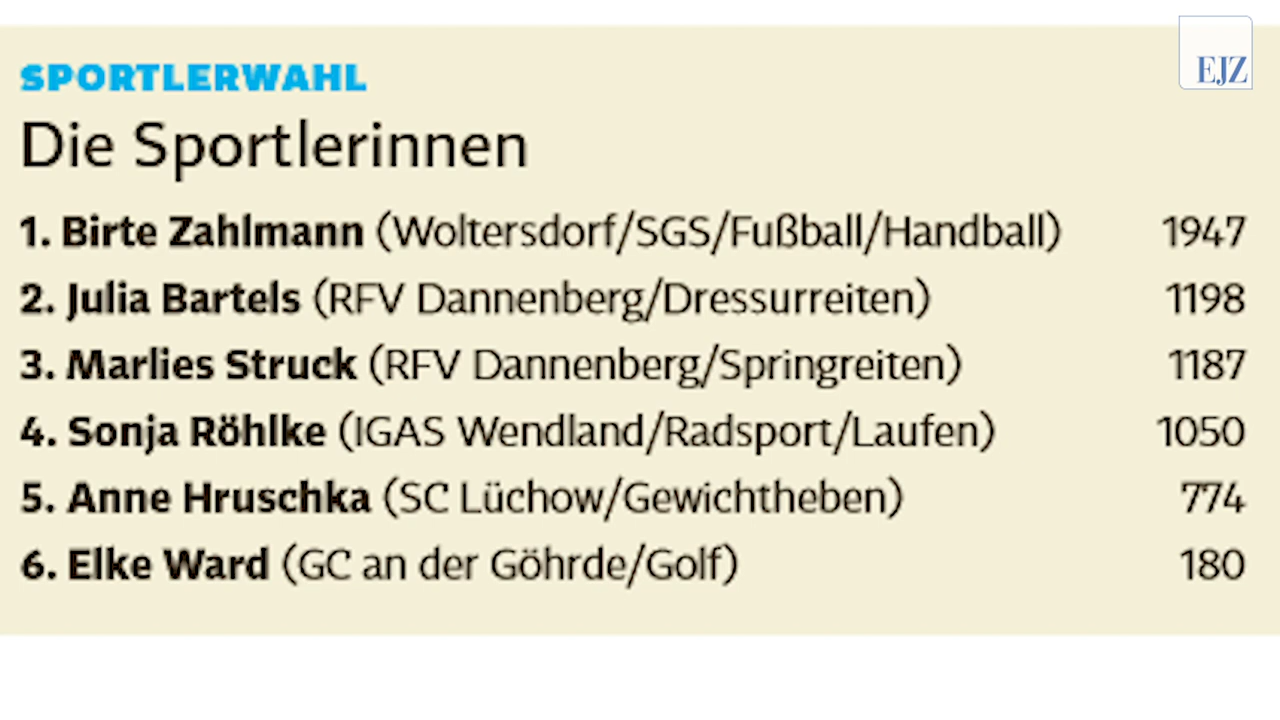 EJZ
SPORTLERWAHL
Die Sportlerinnen
1. Birte Zahlmann (Woltersdorf/SGS/Fußball/Handball) 1947
2. Julia Bartels (RFV Dannenberg/Dressurreiten) 1198
3. Marlies Struck (RFV Dannenberg/Springreiten) 1187
4. Sonja Röhlke (IGAS Wendland/Radsport/Laufen) 1050
5. Anne Hruschka (SC Lüchow/Gewichtheben) 774
6. Elke Ward (GC an der Göhrde/Golf) 180